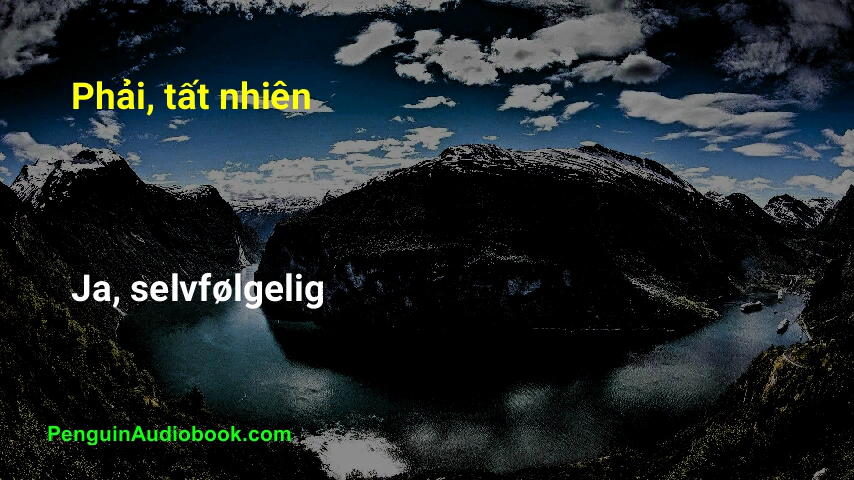 Phải, tất nhiên
Ja, selvfølgelig
PenguinAudiobook.com